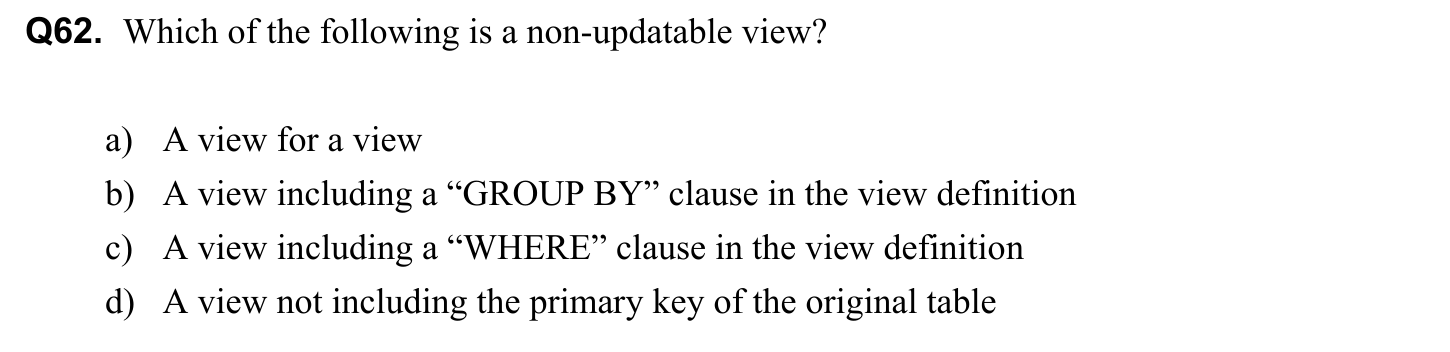 Q62. Which of the following is a non-updatable view?
a) A view for a view
b) A view including a “GROUP BY” clause in the view definition
c) A view including a “WHERE” clause in the view definition
d) A view not including the primary key of the original table